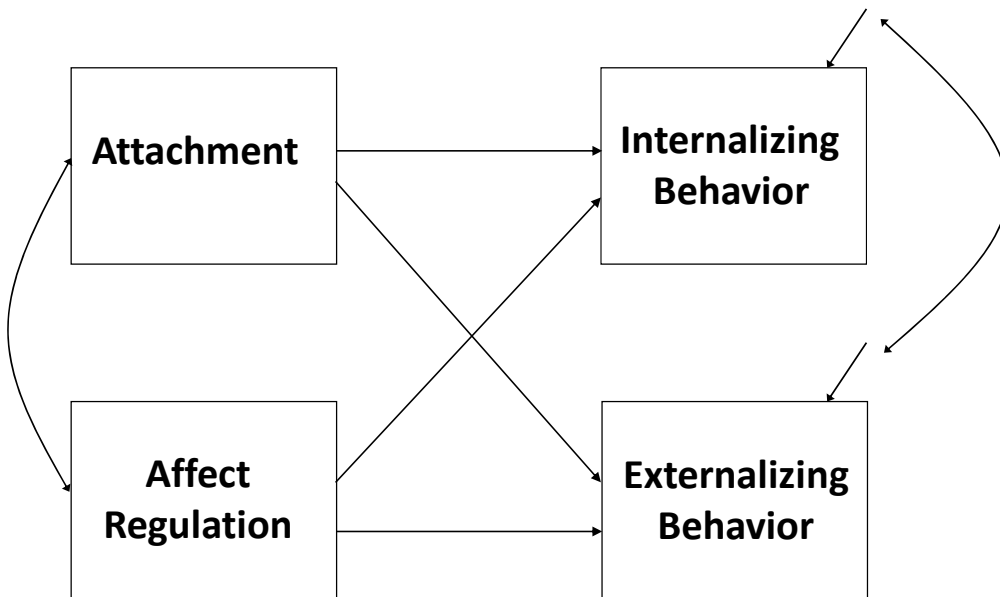 Attachment
Internalizing
Behavior
Affect
Regulation
Externalizing
Behavior